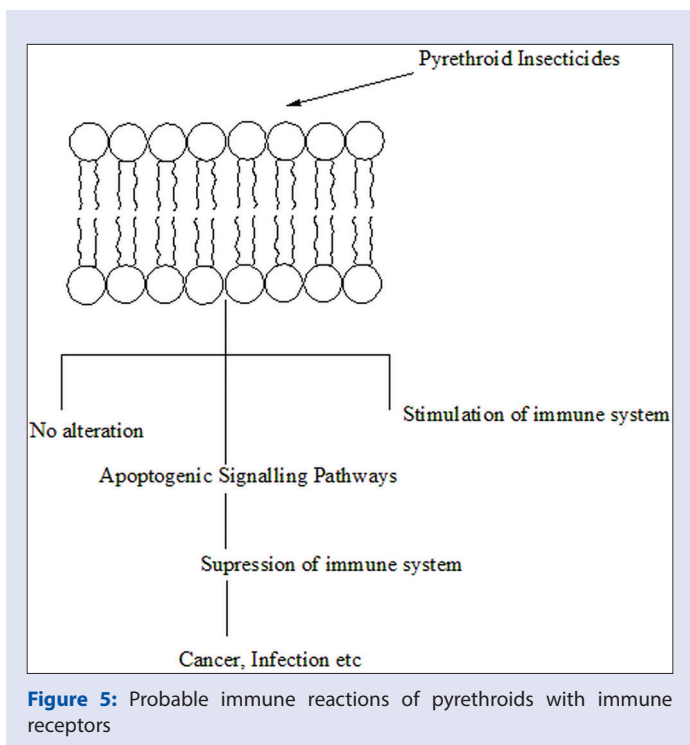 Pyrethroid Insecticides
No alteration
Stimulation of immune system
Apoptogenic Signalling Pathways
Supression of immune system
Cancer, Infection etc
Figure 5: Probable immune reactions of pyrethroids with immune
receptors